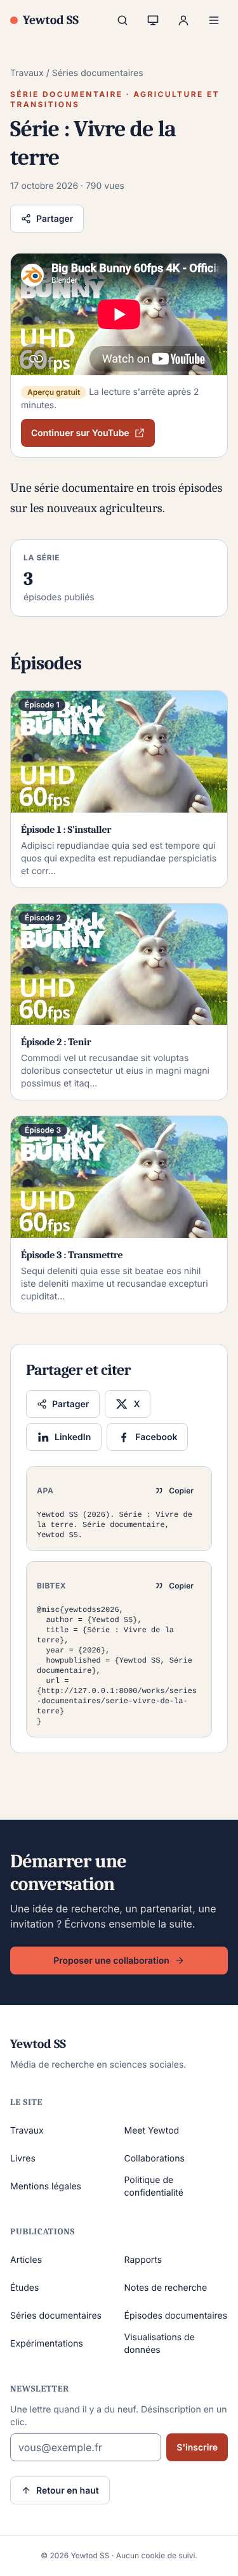 Yewtod SS
Travaux / Séries documentaires
SÉRIE DOCUMENTAIRE · AGRICULTURE ET
TRANSITIONS
Série : Vivre de la
terre
17 octobre 2026 · 790 vues
Partager
Big Buck Bunny 60fps 4K - Offici
Blender
UHD
60fps
Watch on YouTube
Aperçu gratuit La lecture s'arrête après 2
minutes.
Continuer sur YouTube
Une série documentaire en trois épisodes
sur les nouveaux agriculteurs.
LA SÉRIE
3
épisodes publiés
Épisodes
Épisode 1
BUNNY
UHD
60fps
Épisode 1 : S'installer
Adipisci repudiandae quia sed est tempore qui
quos qui expedita est repudiandae perspiciatis
et corr...
Épisode 2
BUNNY
UHD
60fps
Épisode 2 : Tenir
Commodi vel ut recusandae sit voluptas
doloribus consectetur ut eius in magni magni
possimus et itaq...
Épisode 3
BUNNY
UHD
60fps
Épisode 3 : Transmettre
Sequi deleniti quia esse sit beatae eos nihil
iste deleniti maxime ut recusandae excepturi
cupiditat...
Partager et citer
Partager
X
LinkedIn
Facebook
APA
Copier
Yewtod SS (2026). Série : Vivre de
la terre. Série documentaire,
Yewtod SS.
BIBTEX
Copier
@misc{yewtodss2026,
author = {Yewtod SS},
title = {Série : Vivre de la
terre},
year = {2026},
howpublished = {Yewtod SS, Série
documentaire},
url =
{http://127.0.0.1:8000/works/series
-documentaires/serie-vivre-de-la-
terre}
}
Démarrer une
conversation
Une idée de recherche, un partenariat, une
invitation ? Écrivons ensemble la suite.
Proposer une collaboration
Yewtod SS
Média de recherche en sciences sociales.
LE SITE
Travaux
Meet Yewtod
Livres
Collaborations
Mentions légales
Politique de
confidentialité
PUBLICATIONS
Articles
Rapports
Études
Notes de recherche
Séries documentaires
Épisodes documentaires
Expérimentations
Visualisations de
données
NEWSLETTER
Une lettre quand il y a du neuf. Désinscription en un
clic.
vous@exemple.fr
S'inscrire
Retour en haut
© 2026 Yewtod SS · Aucun cookie de suivi.